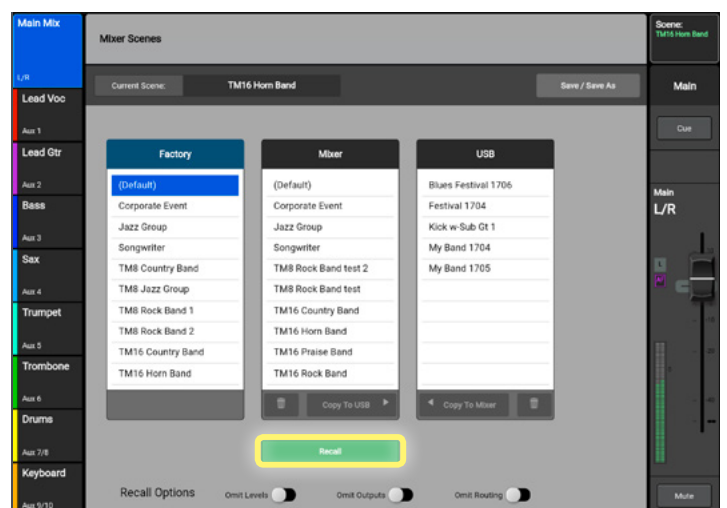 Main Mix
L/R
Lead Voc
Aux 1
Lead Gtr
Aux 2
Bass
Aux 3
Sax
Aux 4
Trumpet
Aux 5
Trombone
Aux 6
Drums
Aux 7/8
Keyboard
Aux 9/10
Mixer Scenes
Current Scene:
TM16 Horn Band
Save / Save As
Factory
(Default)
Corporate Event
Jazz Group
Songwriter
TM8 Country Band
TM8 Jazz Group
TM8 Rock Band 1
TM8 Rock Band 2
TM16 Country Band
TM16 Horn Band
Mixer
(Default)
Corporate Event
Jazz Group
Songwriter
TM8 Rock Band test 2
TM8 Rock Band test
TM16 Country Band
TM16 Horn Band
TM16 Praise Band
TM16 Rock Band
Copy To USB
USB
Blues Festival 1706
Festival 1704
Kick w-Sub Gt 1
My Band 1704
My Band 1705
Copy To Mixer
Recall
Recall Options
Omit Levels
Omit Outputs
Omit Routing
Scene:
TM16 Horn Band
Main
Cue
Main
L/R
Mute